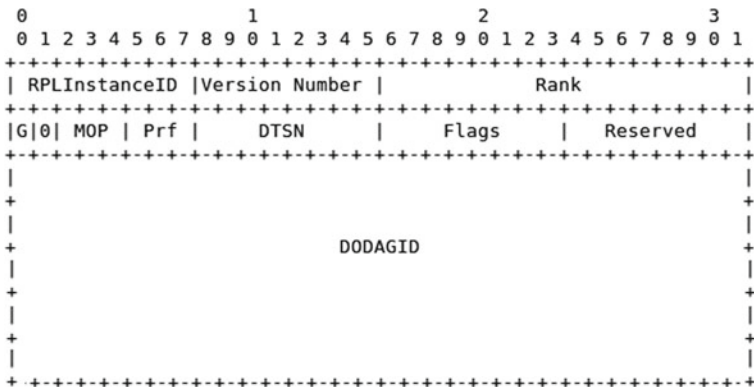 0                   1                   2                   3
 0 1 2 3 4 5 6 7 8 9 0 1 2 3 4 5 6 7 8 9 0 1 2 3 4 5 6 7 8 9 0 1
+-+-+-+-+-+-+-+-+-+-+-+-+-+-+-+-+-+-+-+-+-+-+-+-+-+-+-+-+-+-+-+-+
| RPLInstanceID |Version Number |             Rank              |
+-+-+-+-+-+-+-+-+-+-+-+-+-+-+-+-+-+-+-+-+-+-+-+-+-+-+-+-+-+-+-+-+
|G|0| MOP | Prf |     DTSN      |     Flags     |   Reserved    |
+-+-+-+-+-+-+-+-+-+-+-+-+-+-+-+-+-+-+-+-+-+-+-+-+-+-+-+-+-+-+-+-+
|                                                               |
+                                                               +
|                                                               |
+                            DODAGID                            +
|                                                               |
+                                                               +
|                                                               |
+                                                               +
|                                                               |
+-+-+-+-+-+-+-+-+-+-+-+-+-+-+-+-+-+-+-+-+-+-+-+-+-+-+-+-+-+-+-+-+